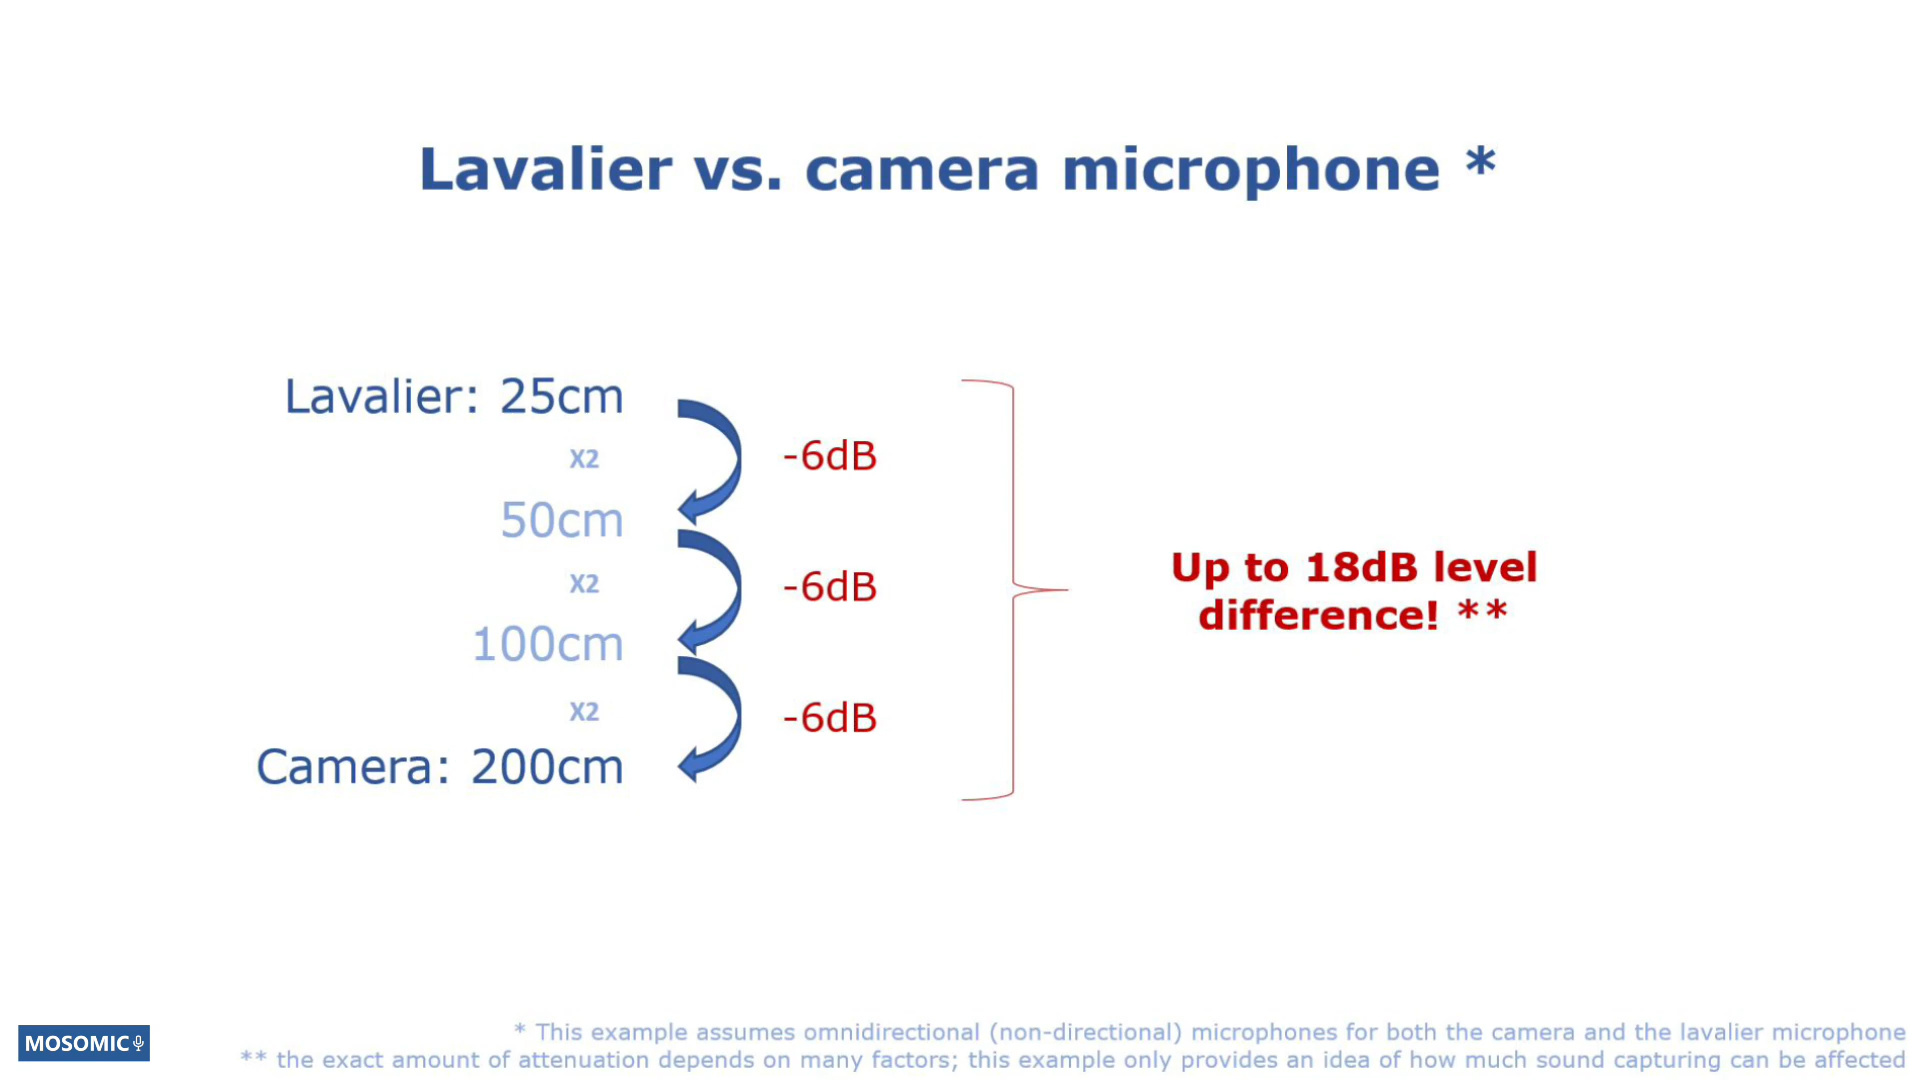 Lavalier vs. camera microphone *
Lavalier: 25cm
X2
-6dB
50cm
X2
-6dB
100cm
X2
-6dB
Camera: 200cm
Up to 18dB level
difference! **
MOSOMIC
* This example assumes omnidirectional (non-directional) microphones for both the camera and the lavalier microphone
** the exact amount of attenuation depends on many factors; this example only provides an idea of how much sound capturing can be affected